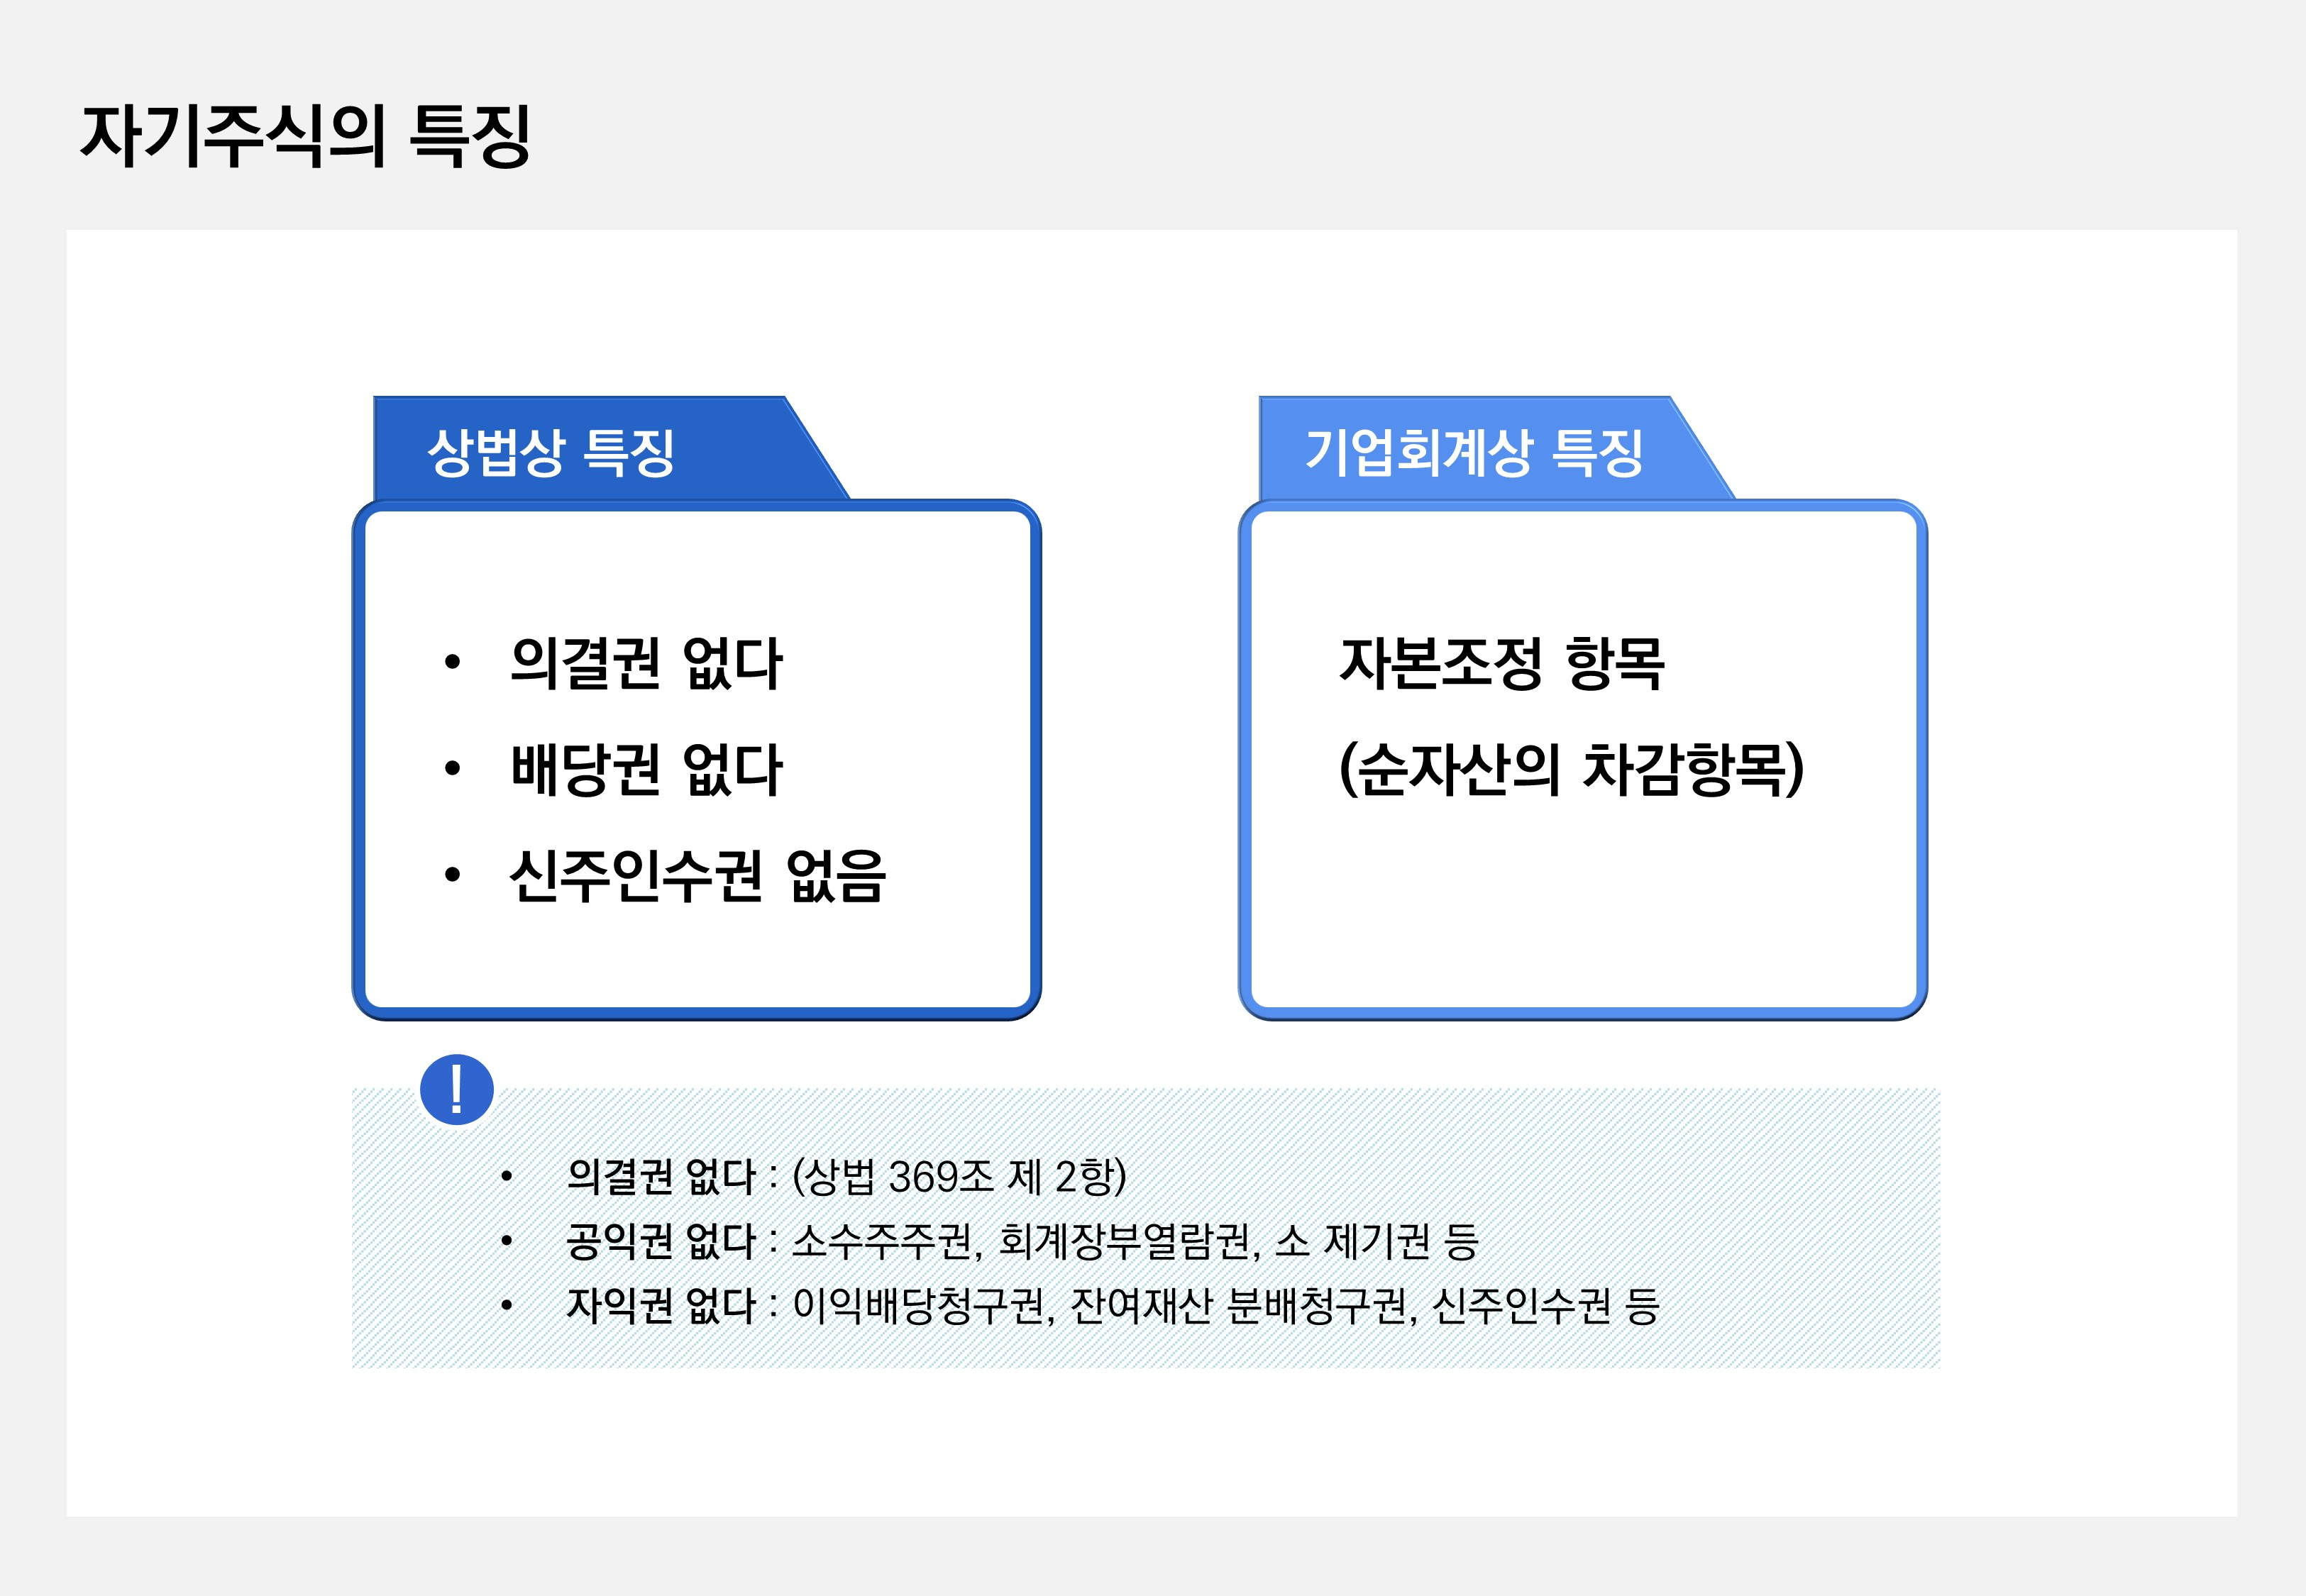 자기주식의 특징
상법상 특징
• 의결권 없다
• 배당권 없다
• 신주인수권 없음
기업회계상 특징
자본조정 항목
(순자산의 차감항목)
!
• 의결권 없다 : (상법 369조 제 2항)
• 공익권 없다 : 소수주주권, 회계장부열람권, 소 제기권 등
• 자익권 없다 : 이익배당청구권, 잔여재산 분배청구권, 신주인수권 등